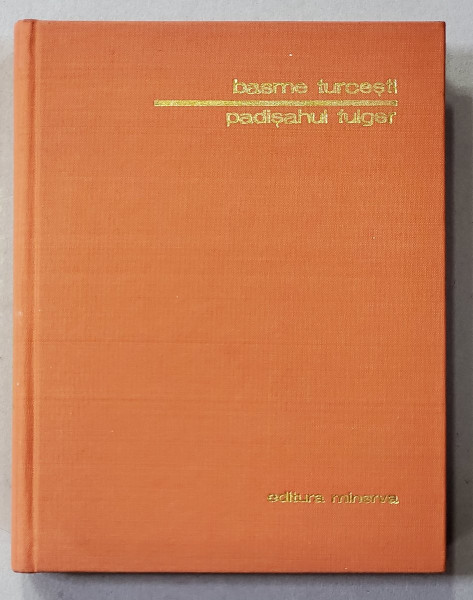 basme turcești
padișahul fulger
editura minerva